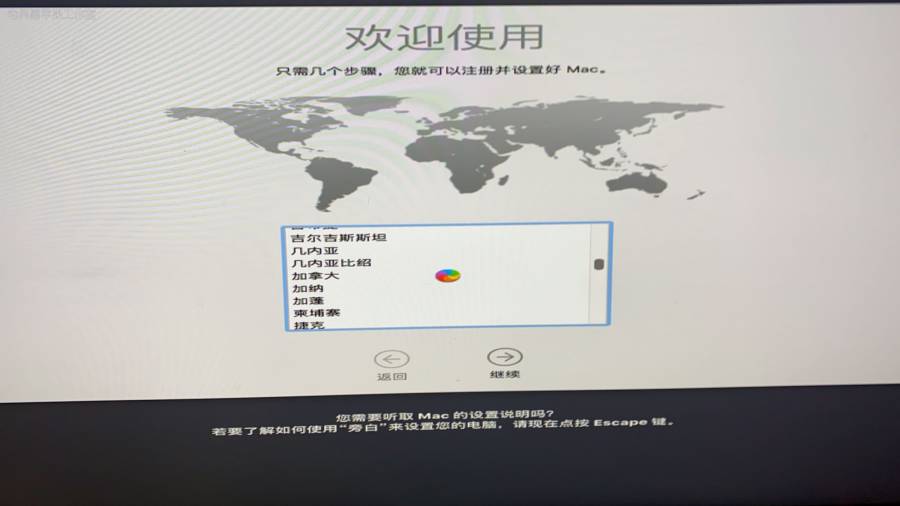 欢迎使用
只需几个步骤，您就可以注册并设置好 Mac。
吉尔吉斯斯坦
几内亚
几内亚比绍
加拿大
加纳
加蓬
柬埔寨
捷克
返回
继续
您需要听取 Mac 的设置说明吗？
若要了解如何使用“旁白”来设置您的电脑，请现在点按 Escape 键。